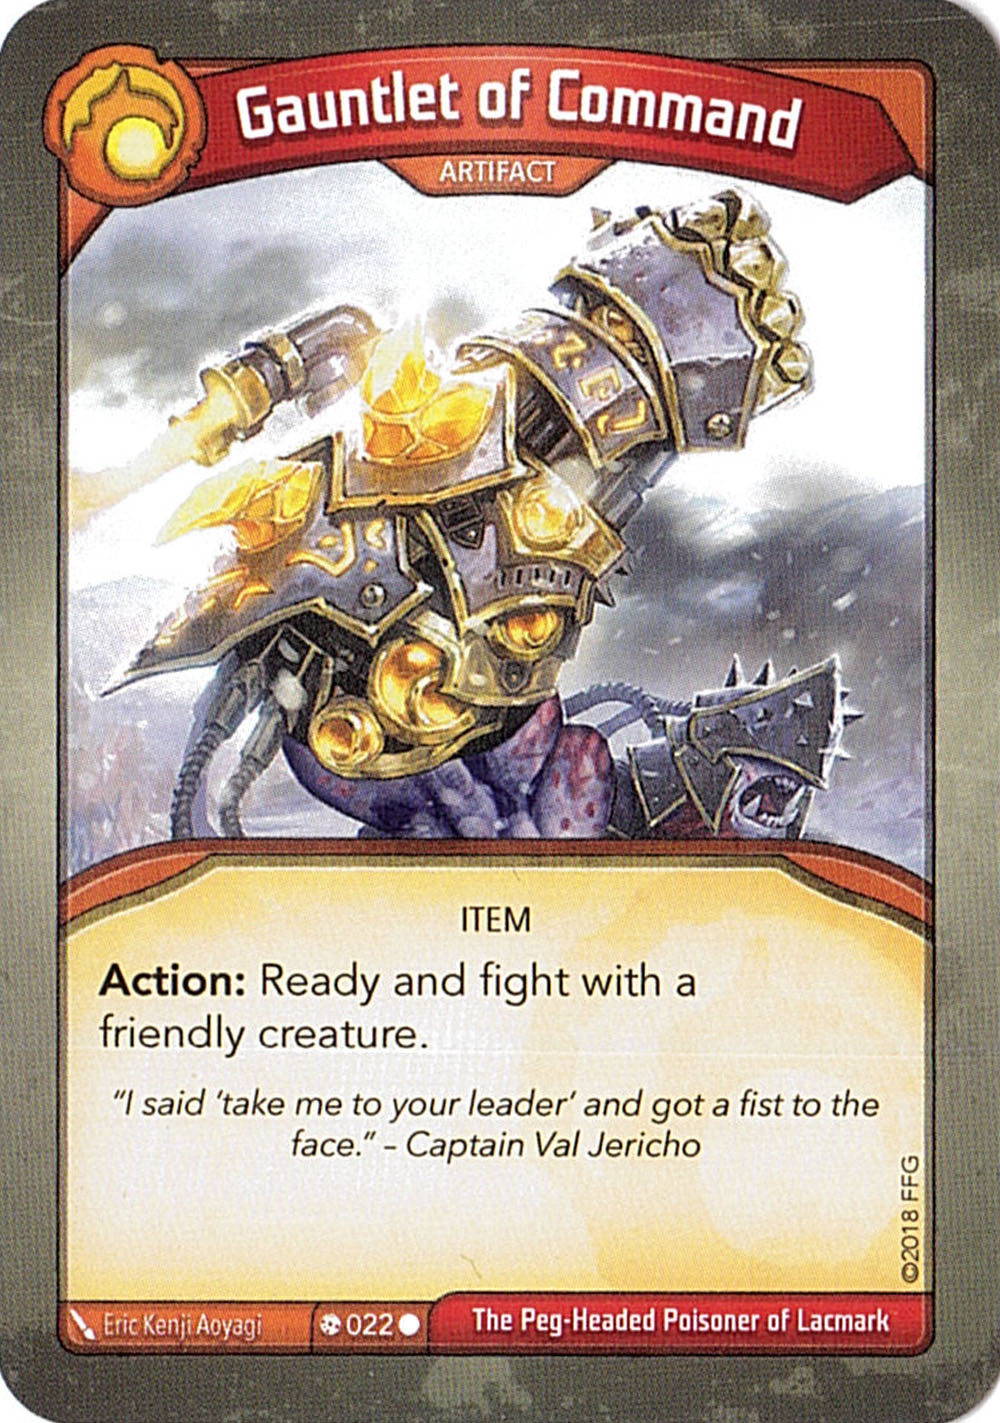 Gauntlet of Command
ARTIFACT
ITEM
Action: Ready and fight with a
friendly creature.
“I said ‘take me to your leader’ and got a fist to the
face.” – Captain Val Jericho
©2018 FFG
Eric Kenji Aoyagi
022
The Peg-Headed Poisoner of Lacmark